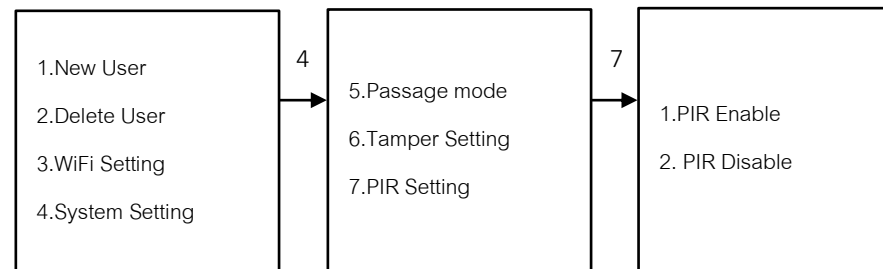 1.New User
2.Delete User
3.WiFi Setting
4.System Setting
4
5.Passage mode
6.Tamper Setting
7.PIR Setting
7
1.PIR Enable
2. PIR Disable